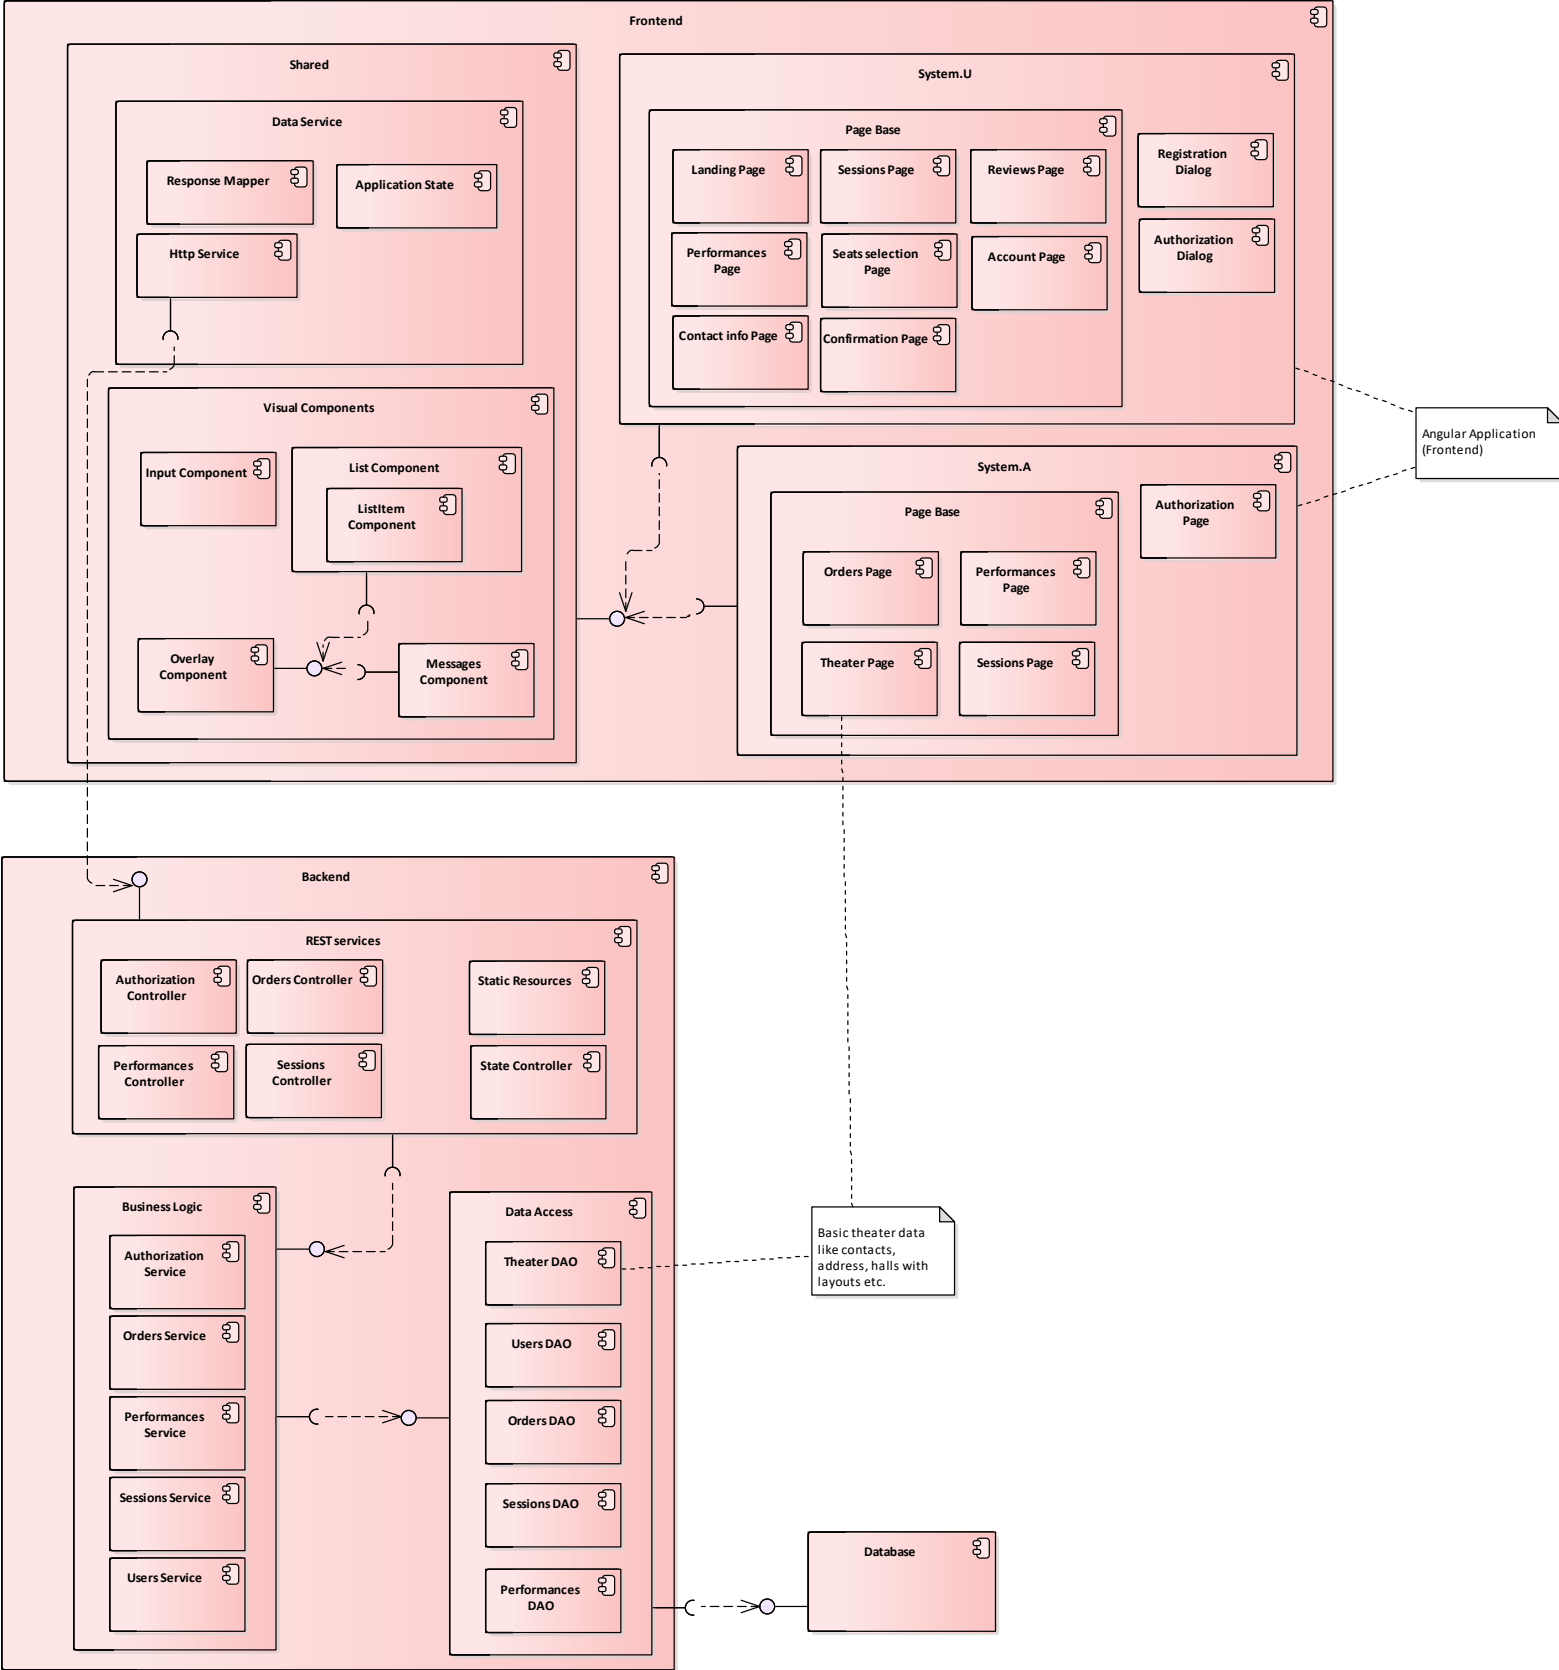 Frontend
Shared
Data Service
Response Mapper
Application State
Http Service
Visual Components
Input Component
List Component
ListItem
Component
Overlay
Component
Messages
Component
System.U
Page Base
Landing Page
Sessions Page
Reviews Page
Performances
Page
Seats selection
Page
Account Page
Contact info Page
Confirmation Page
Registration
Dialog
Authorization
Dialog
System.A
Page Base
Orders Page
Performances
Page
Theater Page
Sessions Page
Authorization
Page
Angular Application
(Frontend)
Backend
REST services
Authorization
Controller
Orders Controller
Static Resources
Performances
Controller
Sessions
Controller
State Controller
Business Logic
Authorization
Service
Orders Service
Performances
Service
Sessions Service
Users Service
Data Access
Theater DAO
Users DAO
Orders DAO
Sessions DAO
Performances
DAO
Basic theater data
like contacts,
address, halls with
layouts etc.
Database